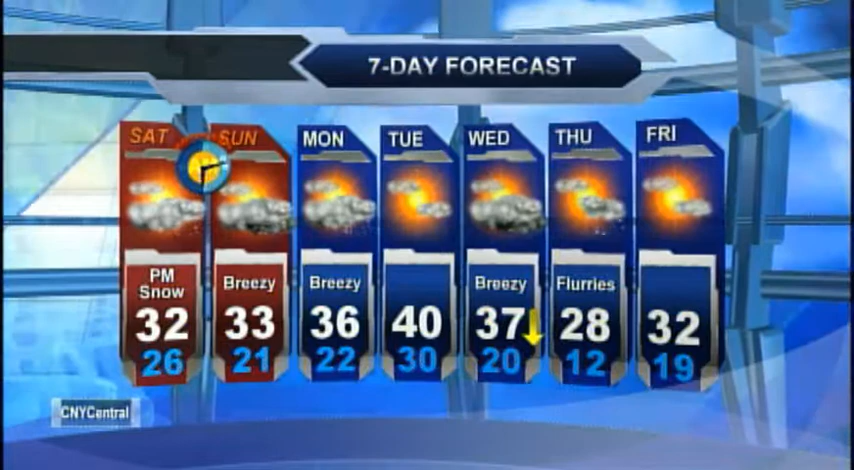 7-DAY FORECAST
SAT
SUN
MON
TUE
WED
THU
FRI
PM
Snow
32
26
Breezy
33
21
Breezy
36
22
40
30
Breezy
37
20
Flurries
28
12
32
19
CNYCentral